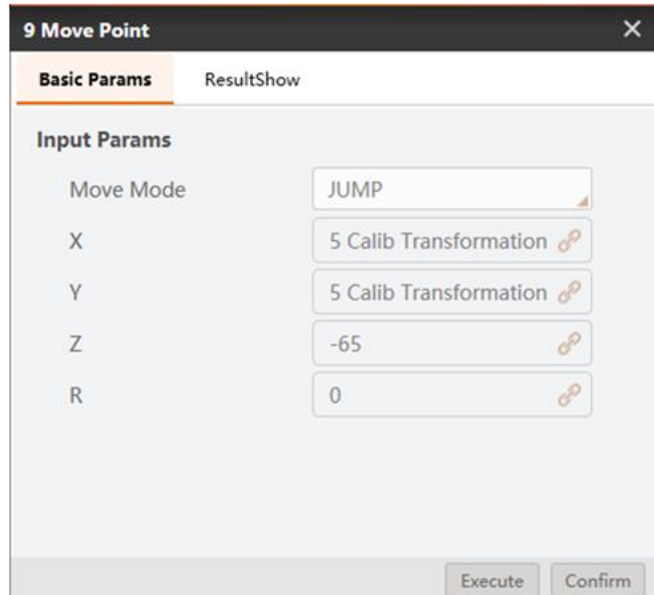 9 Move Point
Basic Params ResultShow
Input Params
Move Mode JUMP
X 5 Calib Transformation
Y 5 Calib Transformation
Z -65
R 0
Execute Confirm